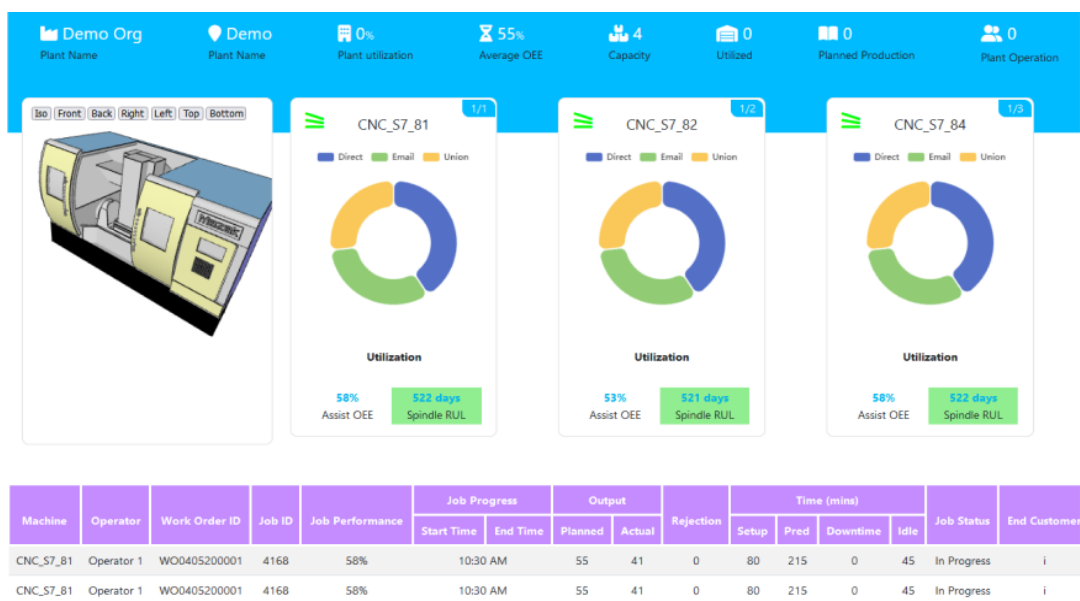 Demo Org
Plant Name
Demo
Plant Name
0%
Plant utilization
55%
Average OEE
4
Capacity
0
Utilized
0
Planned Production
0
Plant Operation
Iso Front Back Right Left Top Bottom
1/1
CNC_S7_81
Direct Email Union
Utilization
58%
Assist OEE
522 days
Spindle RUL
1/2
CNC_S7_82
Direct Email Union
Utilization
53%
Assist OEE
521 days
Spindle RUL
1/3
CNC_S7_84
Direct Email Union
Utilization
58%
Assist OEE
522 days
Spindle RUL
Machine Operator Work Order ID Job ID Job Performance Job Progress Output Rejection Time (mins) Job Status End Customer
Start Time End Time Planned Actual Setup Pred Downtime Idle
CNC_S7_81 Operator 1 WO0405200001 4168 58% 10:30 AM 55 41 0 80 215 0 45 In Progress i
CNC_S7_81 Operator 1 WO0405200001 4168 58% 10:30 AM 55 41 0 80 215 0 45 In Progress i